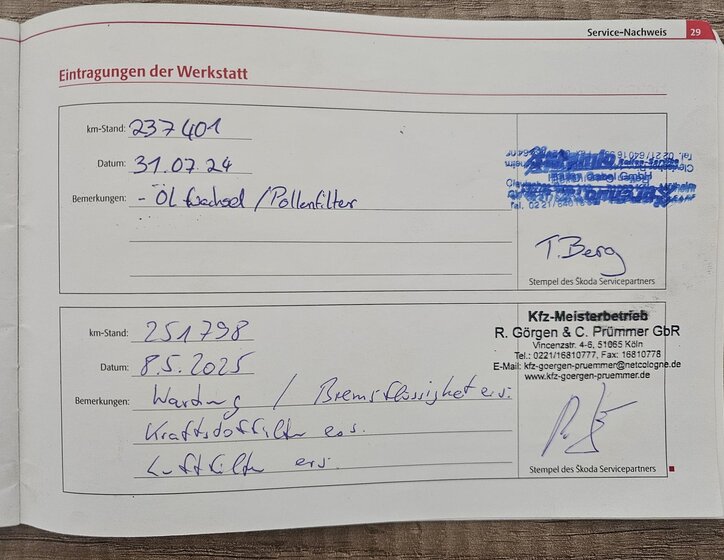 Service-Nachweis 29
Eintragungen der Werkstatt
km-Stand: 237401
Datum: 31.07.24
Bemerkungen: - Öl Wechsel / Pollenfilter
T. Berg
Stempel des Škoda Servicepartners
km-Stand: 251798
Datum: 8.5.2025
Bemerkungen: Wartung / Bremsflüssigkeit ers.
Kraftstoffilter ers.
Luftfilter ers.
Kfz-Meisterbetrieb
R. Görgen & C. Prümmer GbR
Vincenzstr. 4-6, 51065 Köln
Tel.: 0221/16810777, Fax: 16810778
E-Mail: kfz-goergen-pruemmer@netcologne.de
www.kfz-goergen-pruemmer.de
Stempel des Škoda Servicepartners